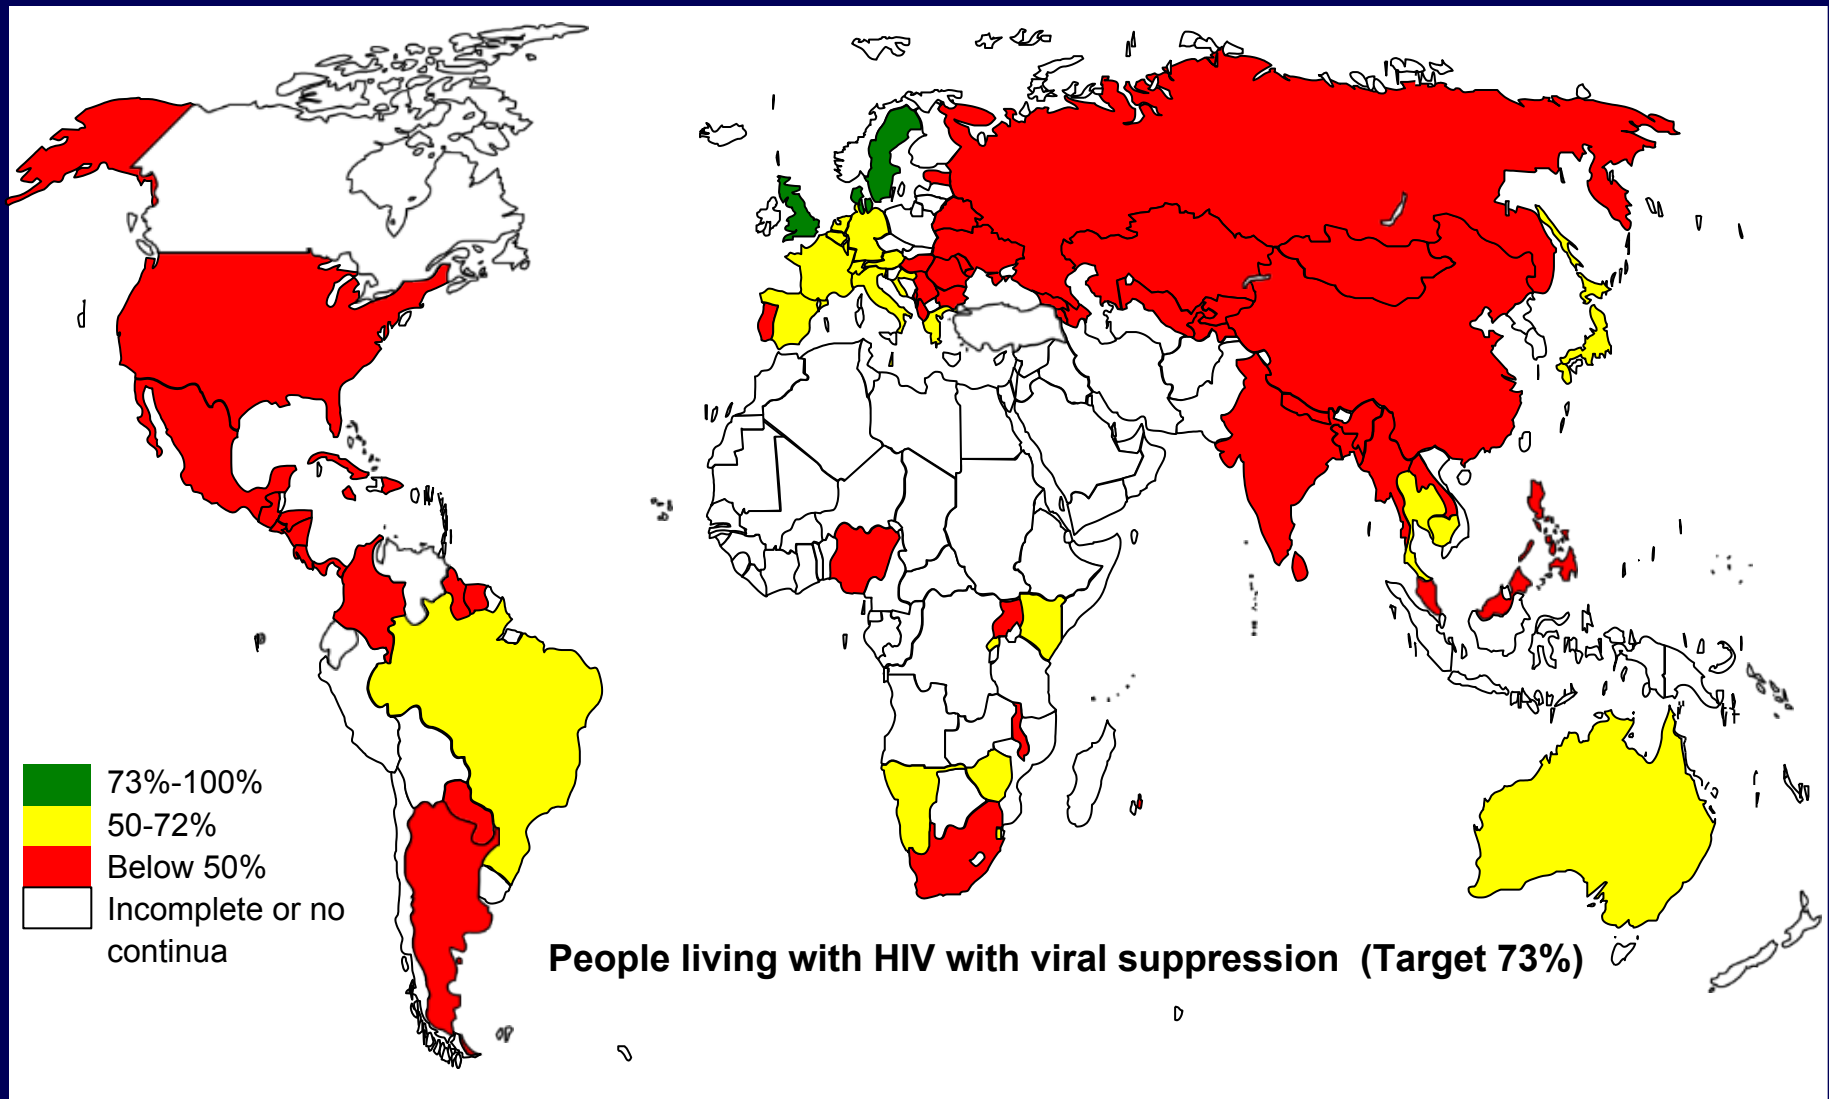 73%-100%
50-72%
Below 50%
Incomplete or no
continua
People living with HIV with viral suppression (Target 73%)